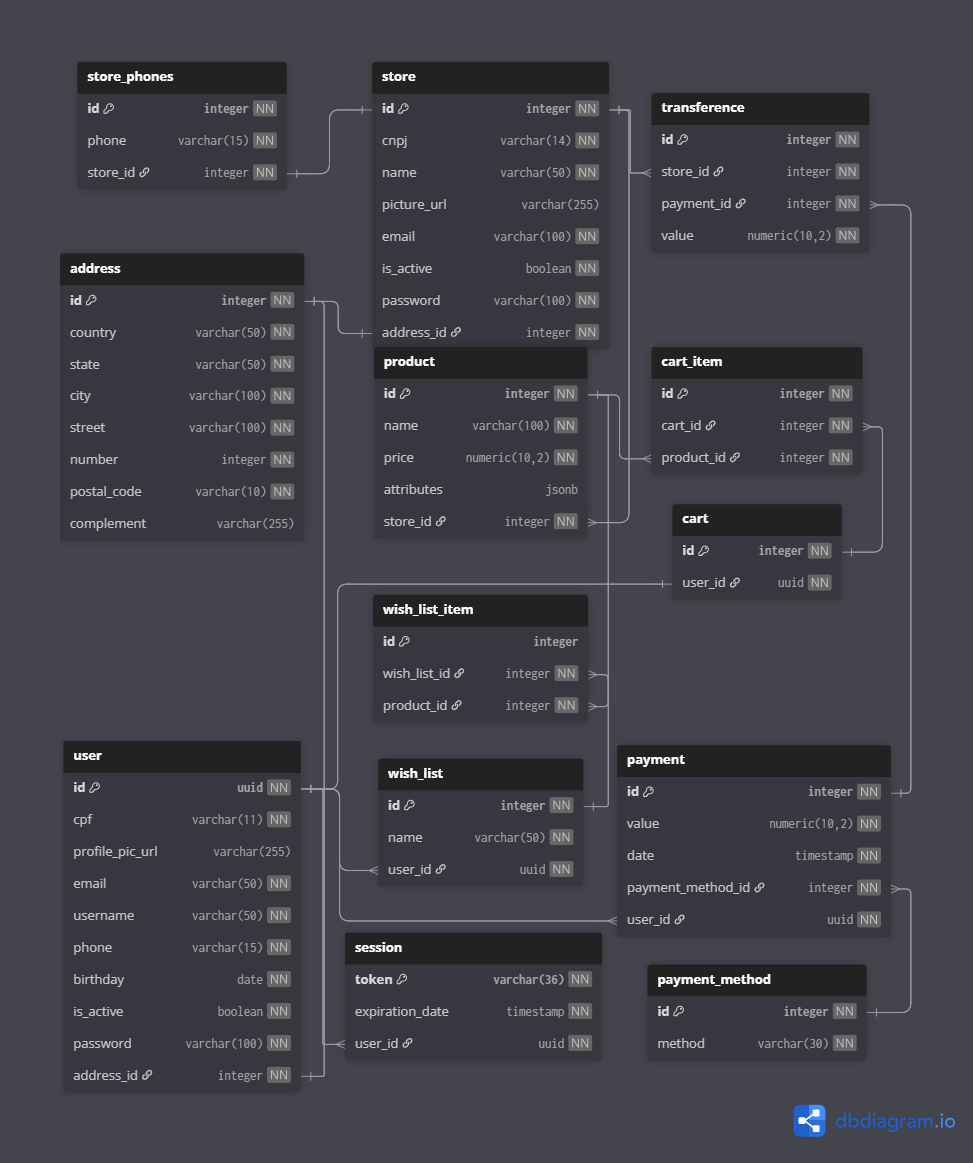 store_phones
id integer NN
phone varchar(15) NN
store_id integer NN
store
id integer NN
cnpj varchar(14) NN
name varchar(50) NN
picture_url varchar(255)
email varchar(100) NN
is_active boolean NN
password varchar(100) NN
address_id integer NN
transference
id integer NN
store_id integer NN
payment_id integer NN
value numeric(10,2) NN
address
id integer NN
country varchar(50) NN
state varchar(50) NN
city varchar(100) NN
street varchar(100) NN
number integer NN
postal_code varchar(10) NN
complement varchar(255)
product
id integer NN
name varchar(100) NN
price numeric(10,2) NN
attributes jsonb
store_id integer NN
cart_item
id integer NN
cart_id integer NN
product_id integer NN
cart
id integer NN
user_id uuid NN
wish_list_item
id integer
wish_list_id integer NN
product_id integer NN
user
id uuid NN
cpf varchar(11) NN
profile_pic_url varchar(255)
email varchar(50) NN
username varchar(50) NN
phone varchar(15) NN
birthday date NN
is_active boolean NN
password varchar(100) NN
address_id integer NN
wish_list
id integer NN
name varchar(50) NN
user_id uuid NN
payment
id integer NN
value numeric(10,2) NN
date timestamp NN
payment_method_id integer NN
user_id uuid NN
session
token varchar(36) NN
expiration_date timestamp NN
user_id uuid NN
payment_method
id integer NN
method varchar(30) NN
dbdiagram.io